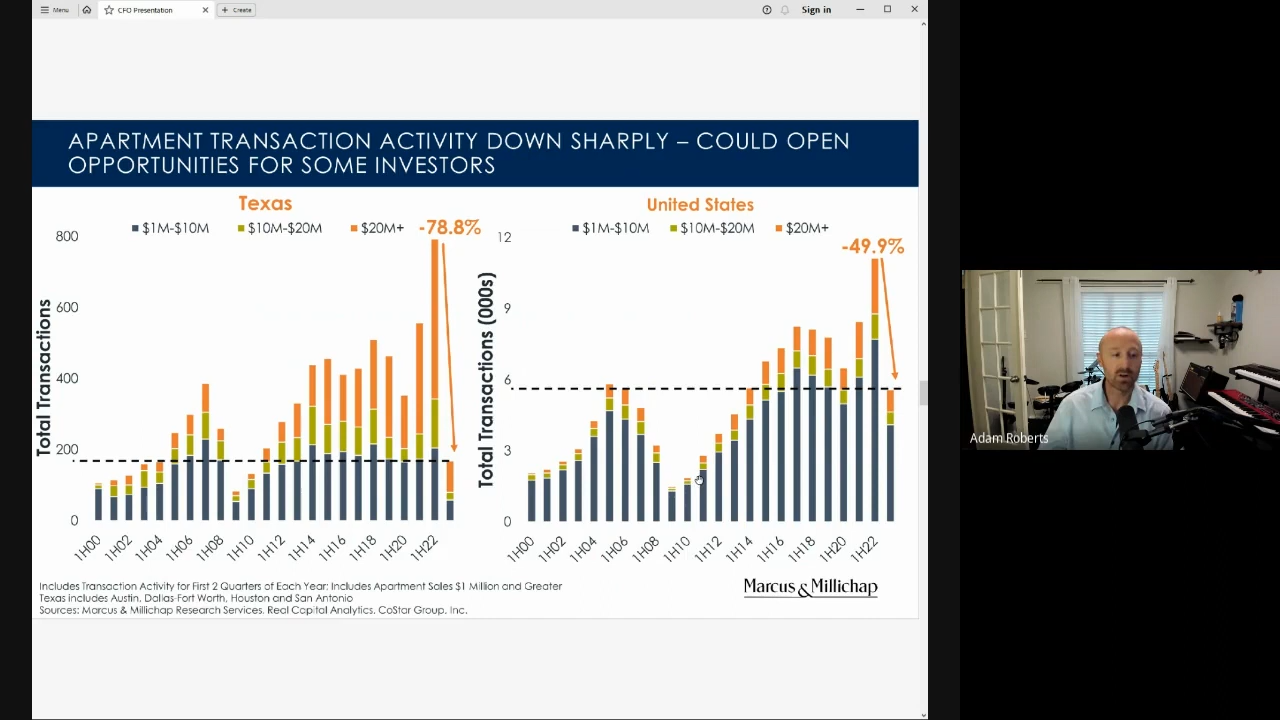 Menu
CFO Presentation
Create
Sign in
APARTMENT TRANSACTION ACTIVITY DOWN SHARPLY – COULD OPEN
OPPORTUNITIES FOR SOME INVESTORS
Texas
$1M-$10M
$10M-$20M
$20M+
-78.8%
Total Transactions
800
600
400
200
0
1H00
1H02
1H04
1H06
1H08
1H10
1H12
1H14
1H16
1H18
1H20
1H22
United States
$1M-$10M
$10M-$20M
$20M+
-49.9%
Total Transactions (000s)
12
9
6
3
0
1H00
1H02
1H04
1H06
1H08
1H10
1H12
1H14
1H16
1H18
1H20
1H22
Includes Transaction Activity for First 2 Quarters of Each Year; Includes Apartment Sales $1 Million and Greater
Texas includes Austin, Dallas-Fort Worth, Houston and San Antonio
Sources: Marcus & Millichap Research Services, Real Capital Analytics, CoStar Group, Inc.
Marcus & Millichap
Adam Roberts